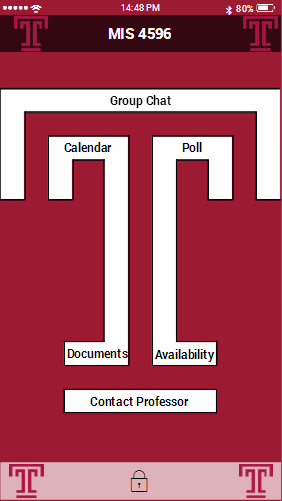 14:48 PM 80%
MIS 4596
Group Chat
Calendar Poll
Documents Availability
Contact Professor